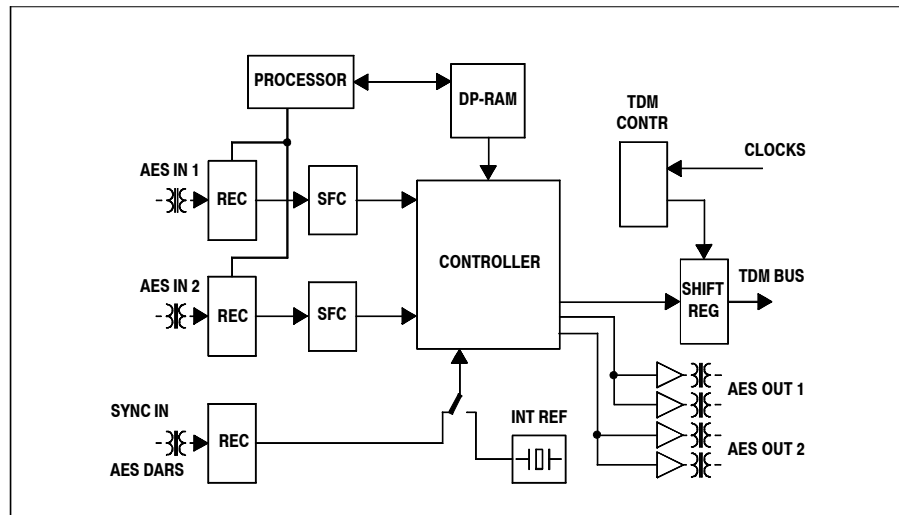 PROCESSOR
DP-RAM
TDM
CONTR
CLOCKS
AES IN 1
REC
SFC
CONTROLLER
AES IN 2
REC
SFC
SHIFT
REG
TDM BUS
SYNC IN
REC
AES DARS
INT REF
AES OUT 1
AES OUT 2